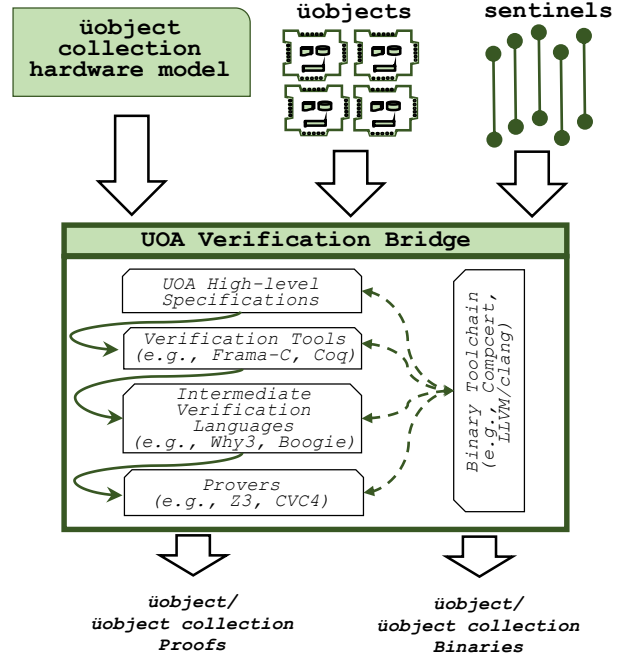 üobject
collection
hardware model
üobjects
sentinels
UOA Verification Bridge
UOA High-level
Specifications
Verification Tools
(e.g., Frama-C, Coq)
Intermediate
Verification
Languages
(e.g., Why3, Boogie)
Provers
(e.g., Z3, CVC4)
Binary Toolchain
(e.g., Compcert,
LLVM/clang)
üobject/
üobject collection
Proofs
üobject/
üobject collection
Binaries